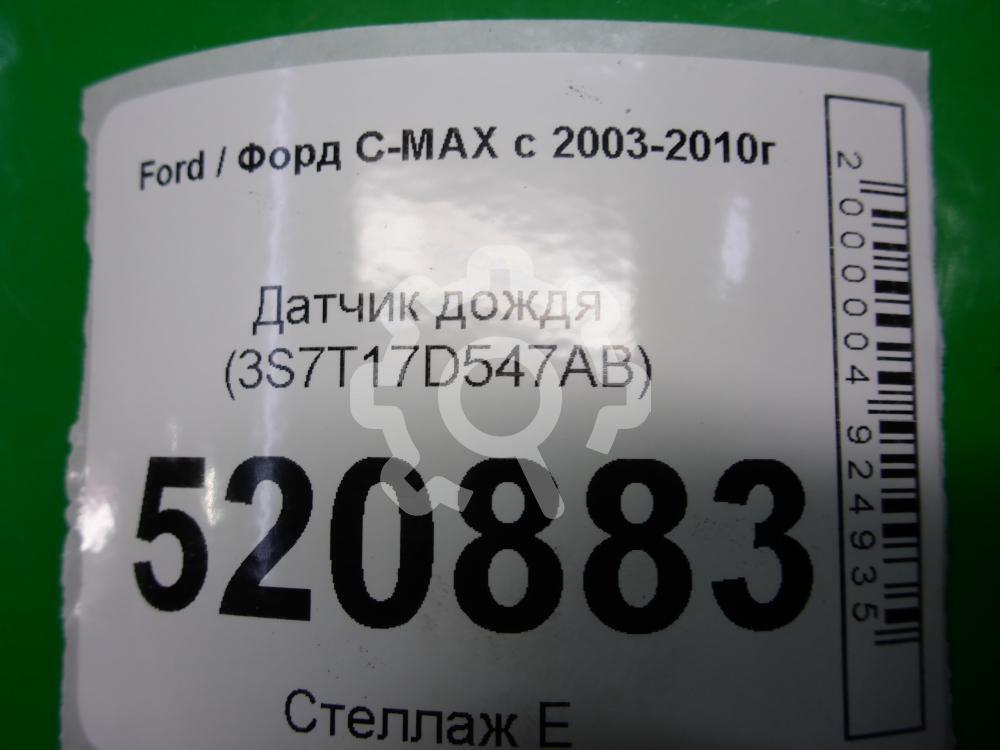 Ford / Форд C-MAX с 2003-2010г
Датчик дождя
(3S7T17D547AB)
520883
Стеллаж E
2000004924935